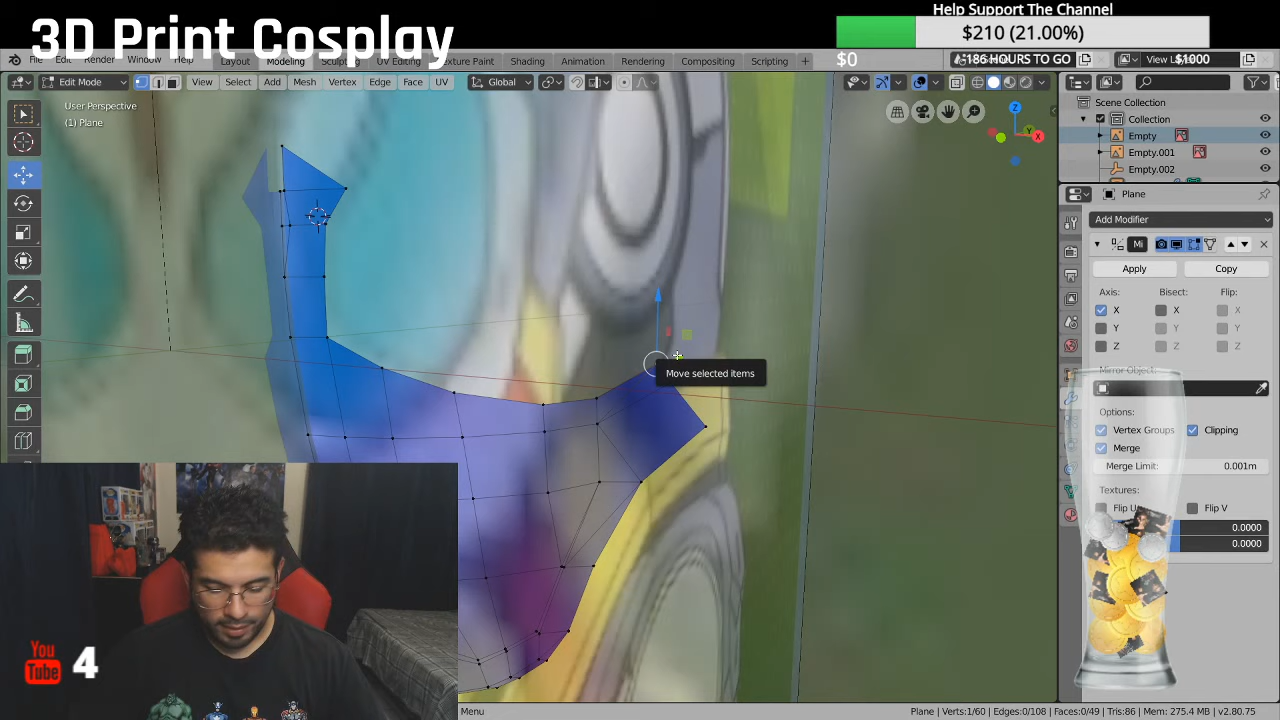 3D Print Cosplay
Help Support The Channel
$210 (21.00%)
$0
-186 HOURS TO GO
$1000
File Edit Render Window Help Layout Modeling Sculpting UV Editing Texture Paint Shading Animation Rendering Compositing Scripting +
View
Edit Mode
View Select Add Mesh Vertex Edge Face UV
Global
User Perspective
(1) Plane
Z
Y
X
Scene Collection
Collection
Empty
Empty.001
Empty.002
Plane
Add Modifier
Mi
Apply Copy
Axis: Bisect: Flip:
X X X
Y Y Y
Z Z Z
Mirror Object:
Options:
Vertex Groups Clipping
Merge
Merge Limit: 0.001m
Textures:
Flip U Flip V
0.0000
0.0000
Move selected items
You
Tube
4
Menu
Plane | Verts:1/60 | Edges:0/108 | Faces:0/49 | Tris:86 | Mem: 275.4 MB | v2.80.75